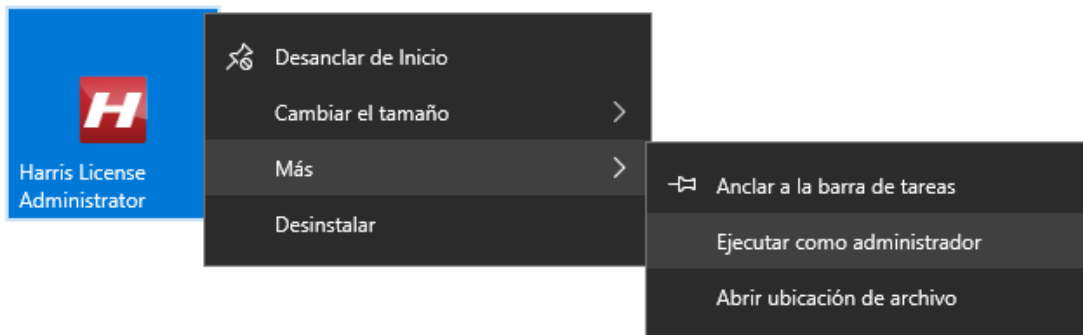 H
Harris License
Administrator
Desanclar de Inicio
Cambiar el tamaño
Más
Desinstalar
Anclar a la barra de tareas
Ejecutar como administrador
Abrir ubicación de archivo